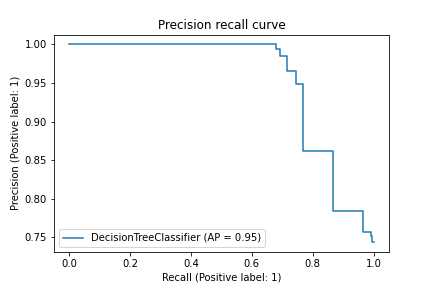 Precision recall curve
1.00
0.95
0.90
0.85
0.80
0.75
Precision (Positive label: 1)
DecisionTreeClassifier (AP = 0.95)
0.0 0.2 0.4 0.6 0.8 1.0
Recall (Positive label: 1)